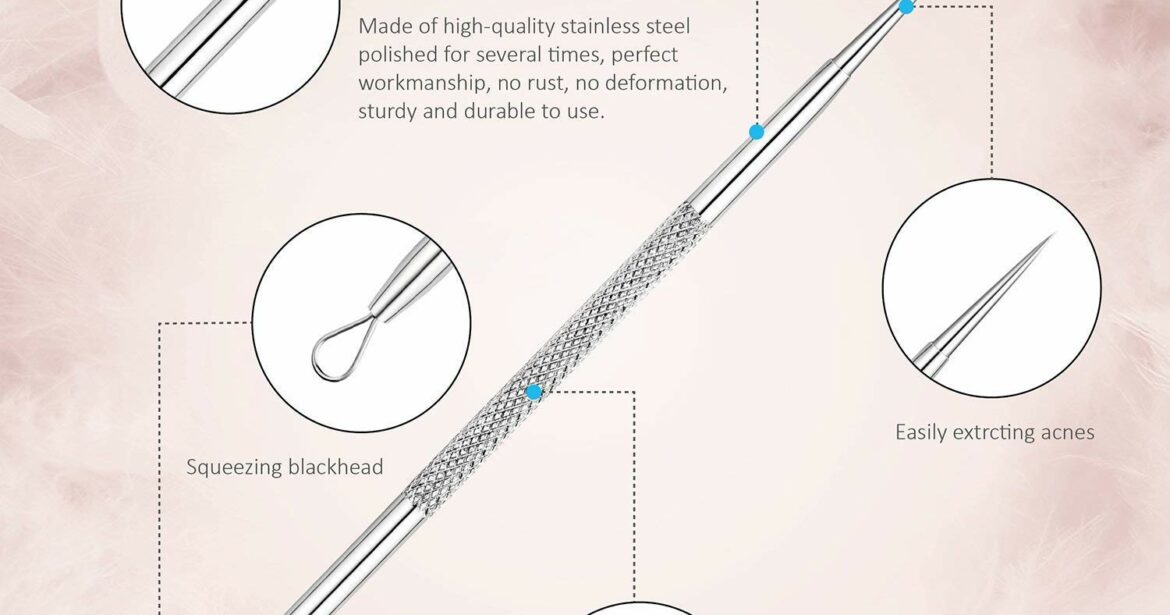 Made of high-quality stainless steel
polished for several times, perfect
workmanship, no rust, no deformation,
sturdy and durable to use.
Squeezing blackhead
Easily extrcting acnes